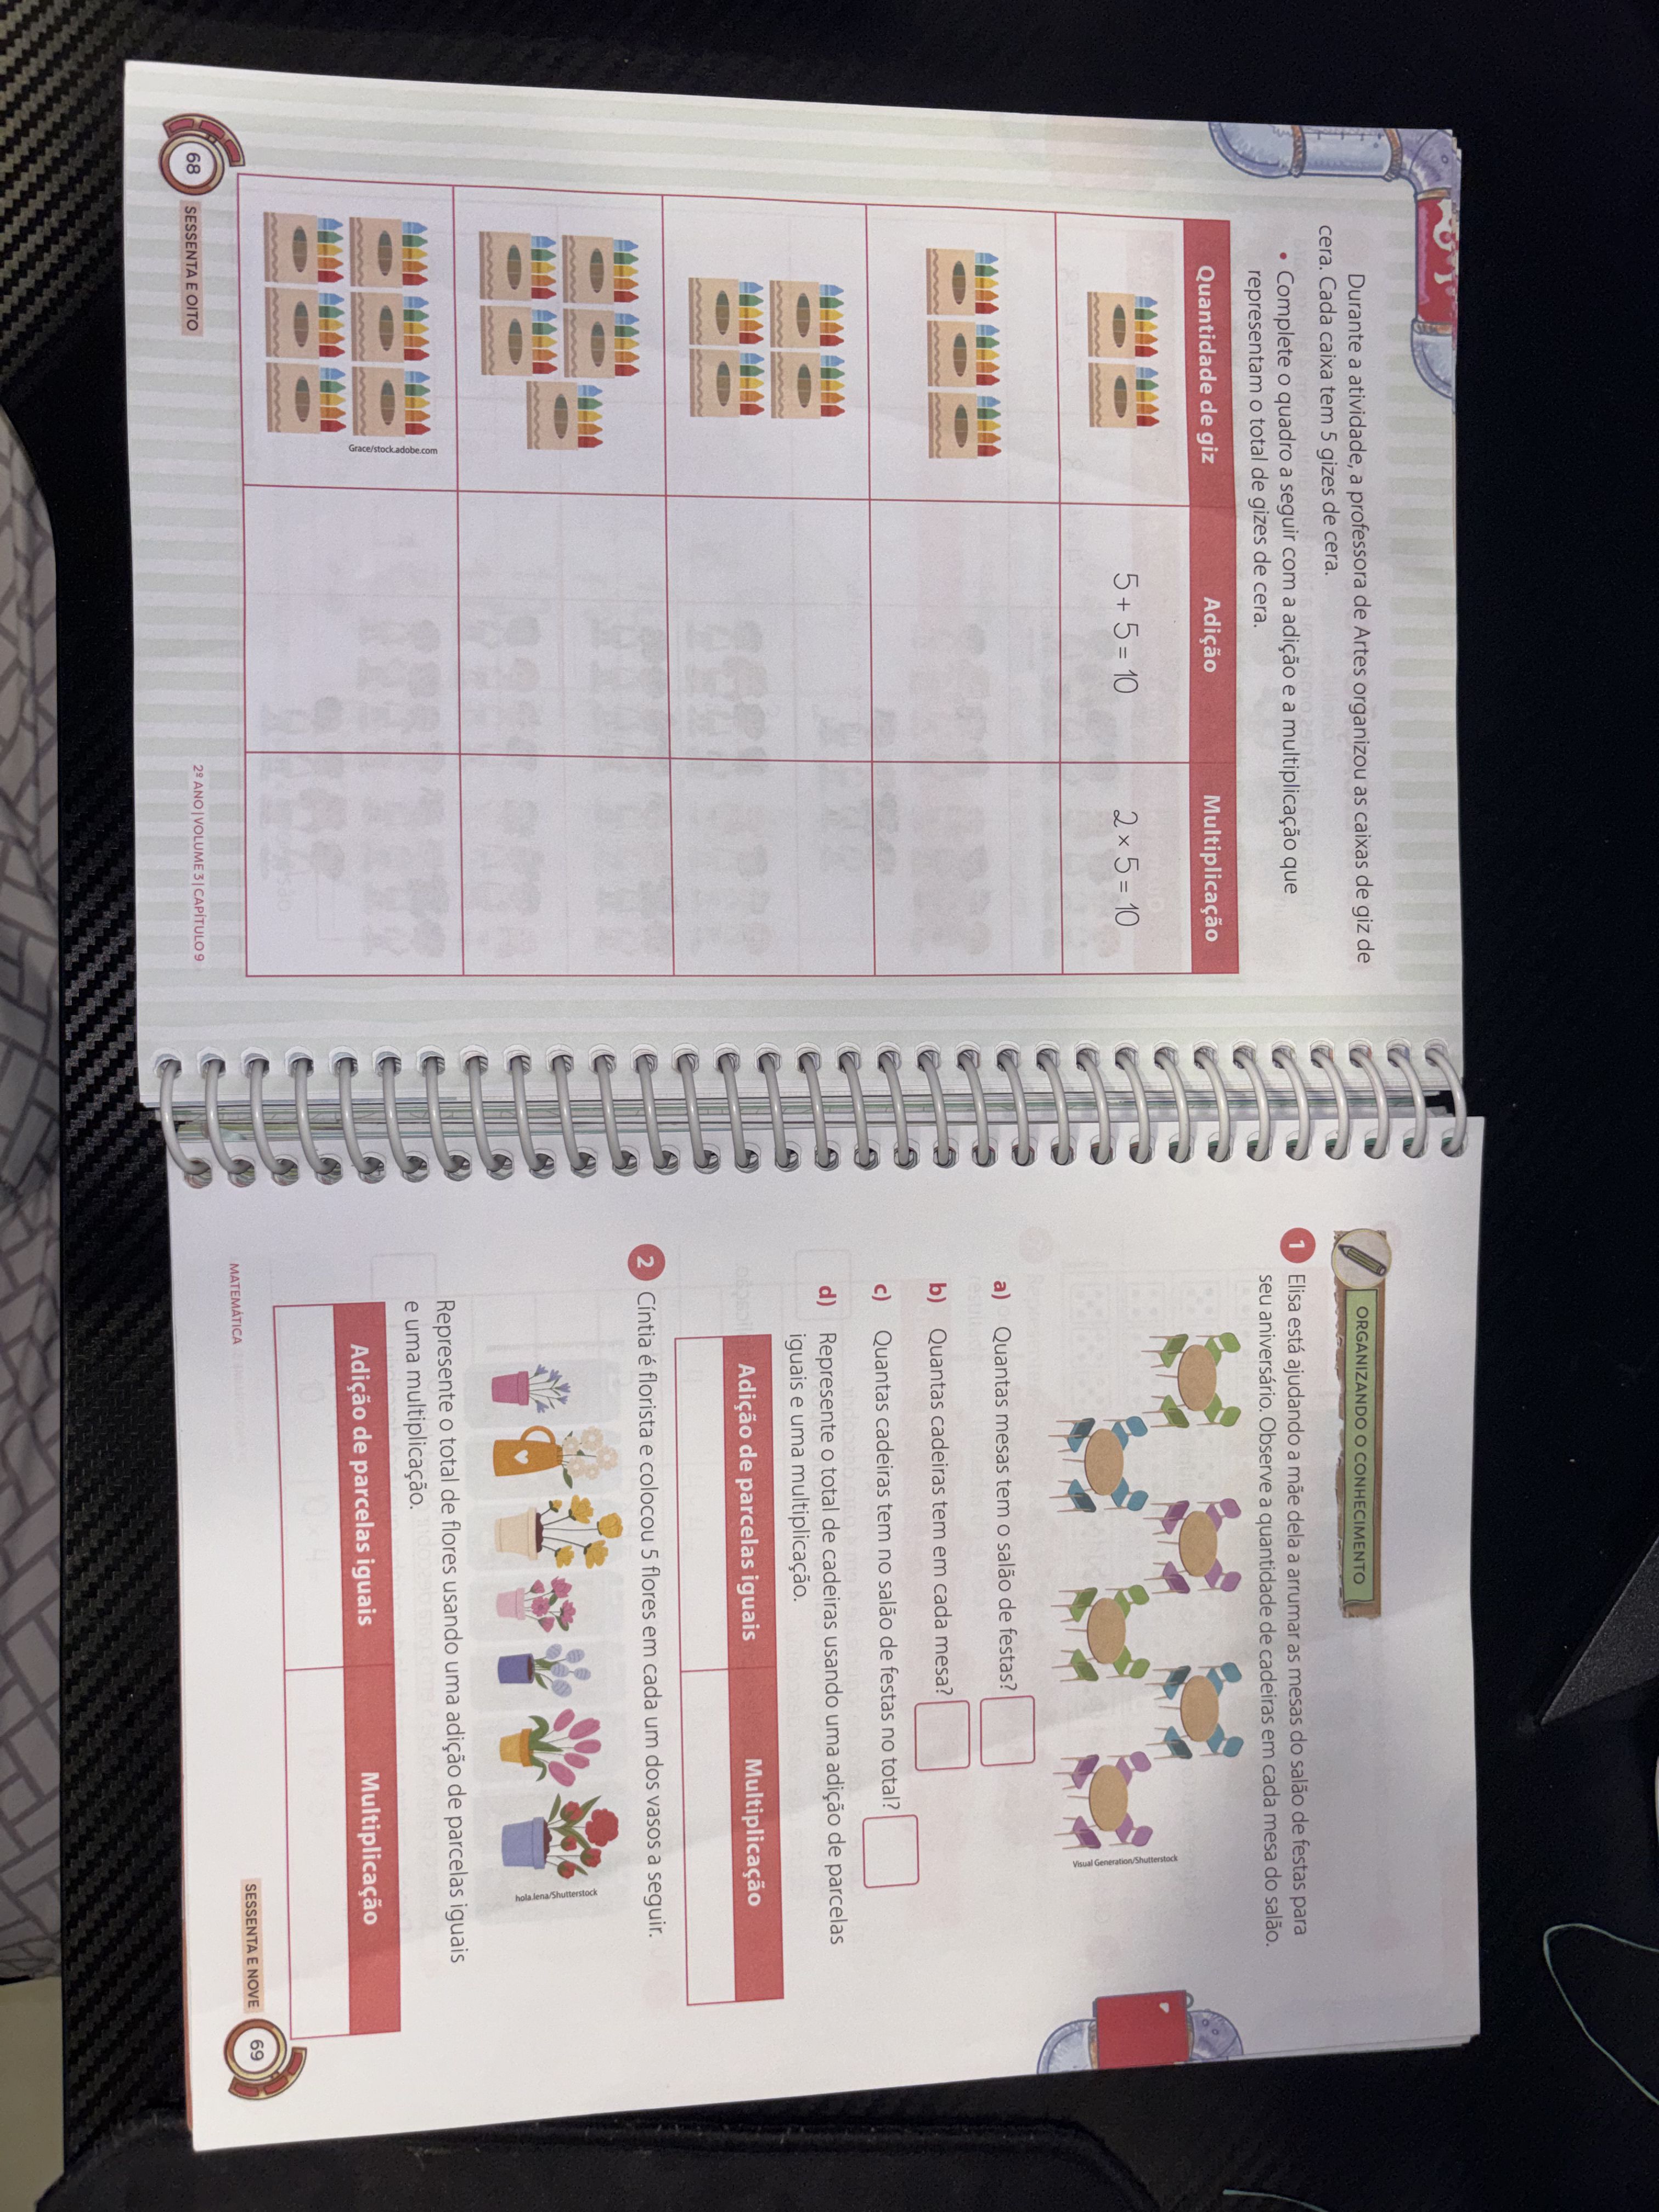 Durante a atividade, a professora de Artes organizou as caixas de giz de
cera. Cada caixa tem 5 gizes de cera.
• Complete o quadro a seguir com a adição e a multiplicação que
representam o total de gizes de cera.
Quantidade de giz Adição Multiplicação
5 + 5 = 10 2 × 5 = 10
Grace/stock.adobe.com
68 SESSENTA E OITO
2º ANO | VOLUME 3 | CAPÍTULO 9
ORGANIZANDO O CONHECIMENTO
1 Elisa está ajudando a mãe dela a arrumar as mesas do salão de festas para
seu aniversário. Observe a quantidade de cadeiras em cada mesa do salão.
Visual Generation/Shutterstock
a) Quantas mesas tem o salão de festas?
b) Quantas cadeiras tem em cada mesa?
c) Quantas cadeiras tem no salão de festas no total?
d) Represente o total de cadeiras usando uma adição de parcelas
iguais e uma multiplicação.
Adição de parcelas iguais Multiplicação
2 Cíntia é florista e colocou 5 flores em cada um dos vasos a seguir.
hola.lena/Shutterstock
Represente o total de flores usando uma adição de parcelas iguais
e uma multiplicação.
Adição de parcelas iguais Multiplicação
MATEMÁTICA
SESSENTA E NOVE 69